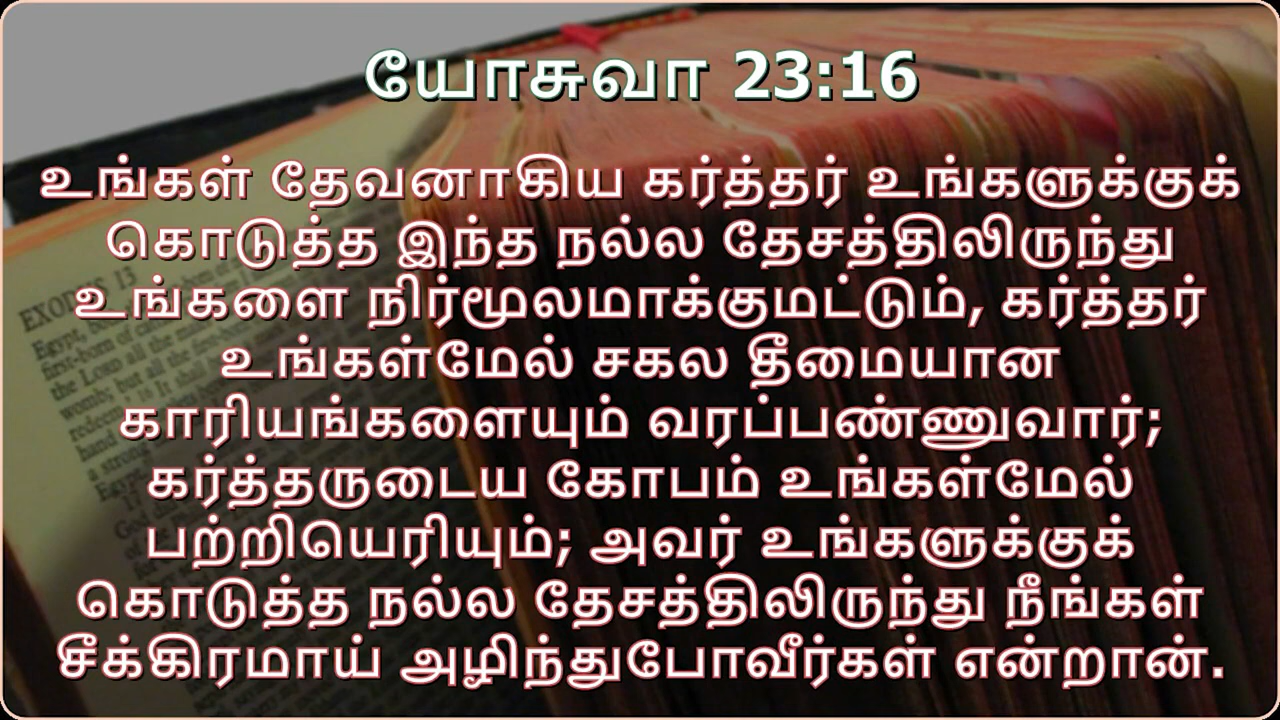 யோசுவா 23:16
உங்கள் தேவனாகிய கர்த்தர் உங்களுக்குக்
கொடுத்த இந்த நல்ல தேசத்திலிருந்து
உங்களை நிர்மூலமாக்குமட்டும், கர்த்தர்
உங்கள்மேல் சகல தீமையான
காரியங்களையும் வரப்பண்ணுவார்;
கர்த்தருடைய கோபம் உங்கள்மேல்
பற்றியெரியும்; அவர் உங்களுக்குக்
கொடுத்த நல்ல தேசத்திலிருந்து நீங்கள்
சீக்கிரமாய் அழிந்துபோவீர்கள் என்றான்.
EXODUS 13